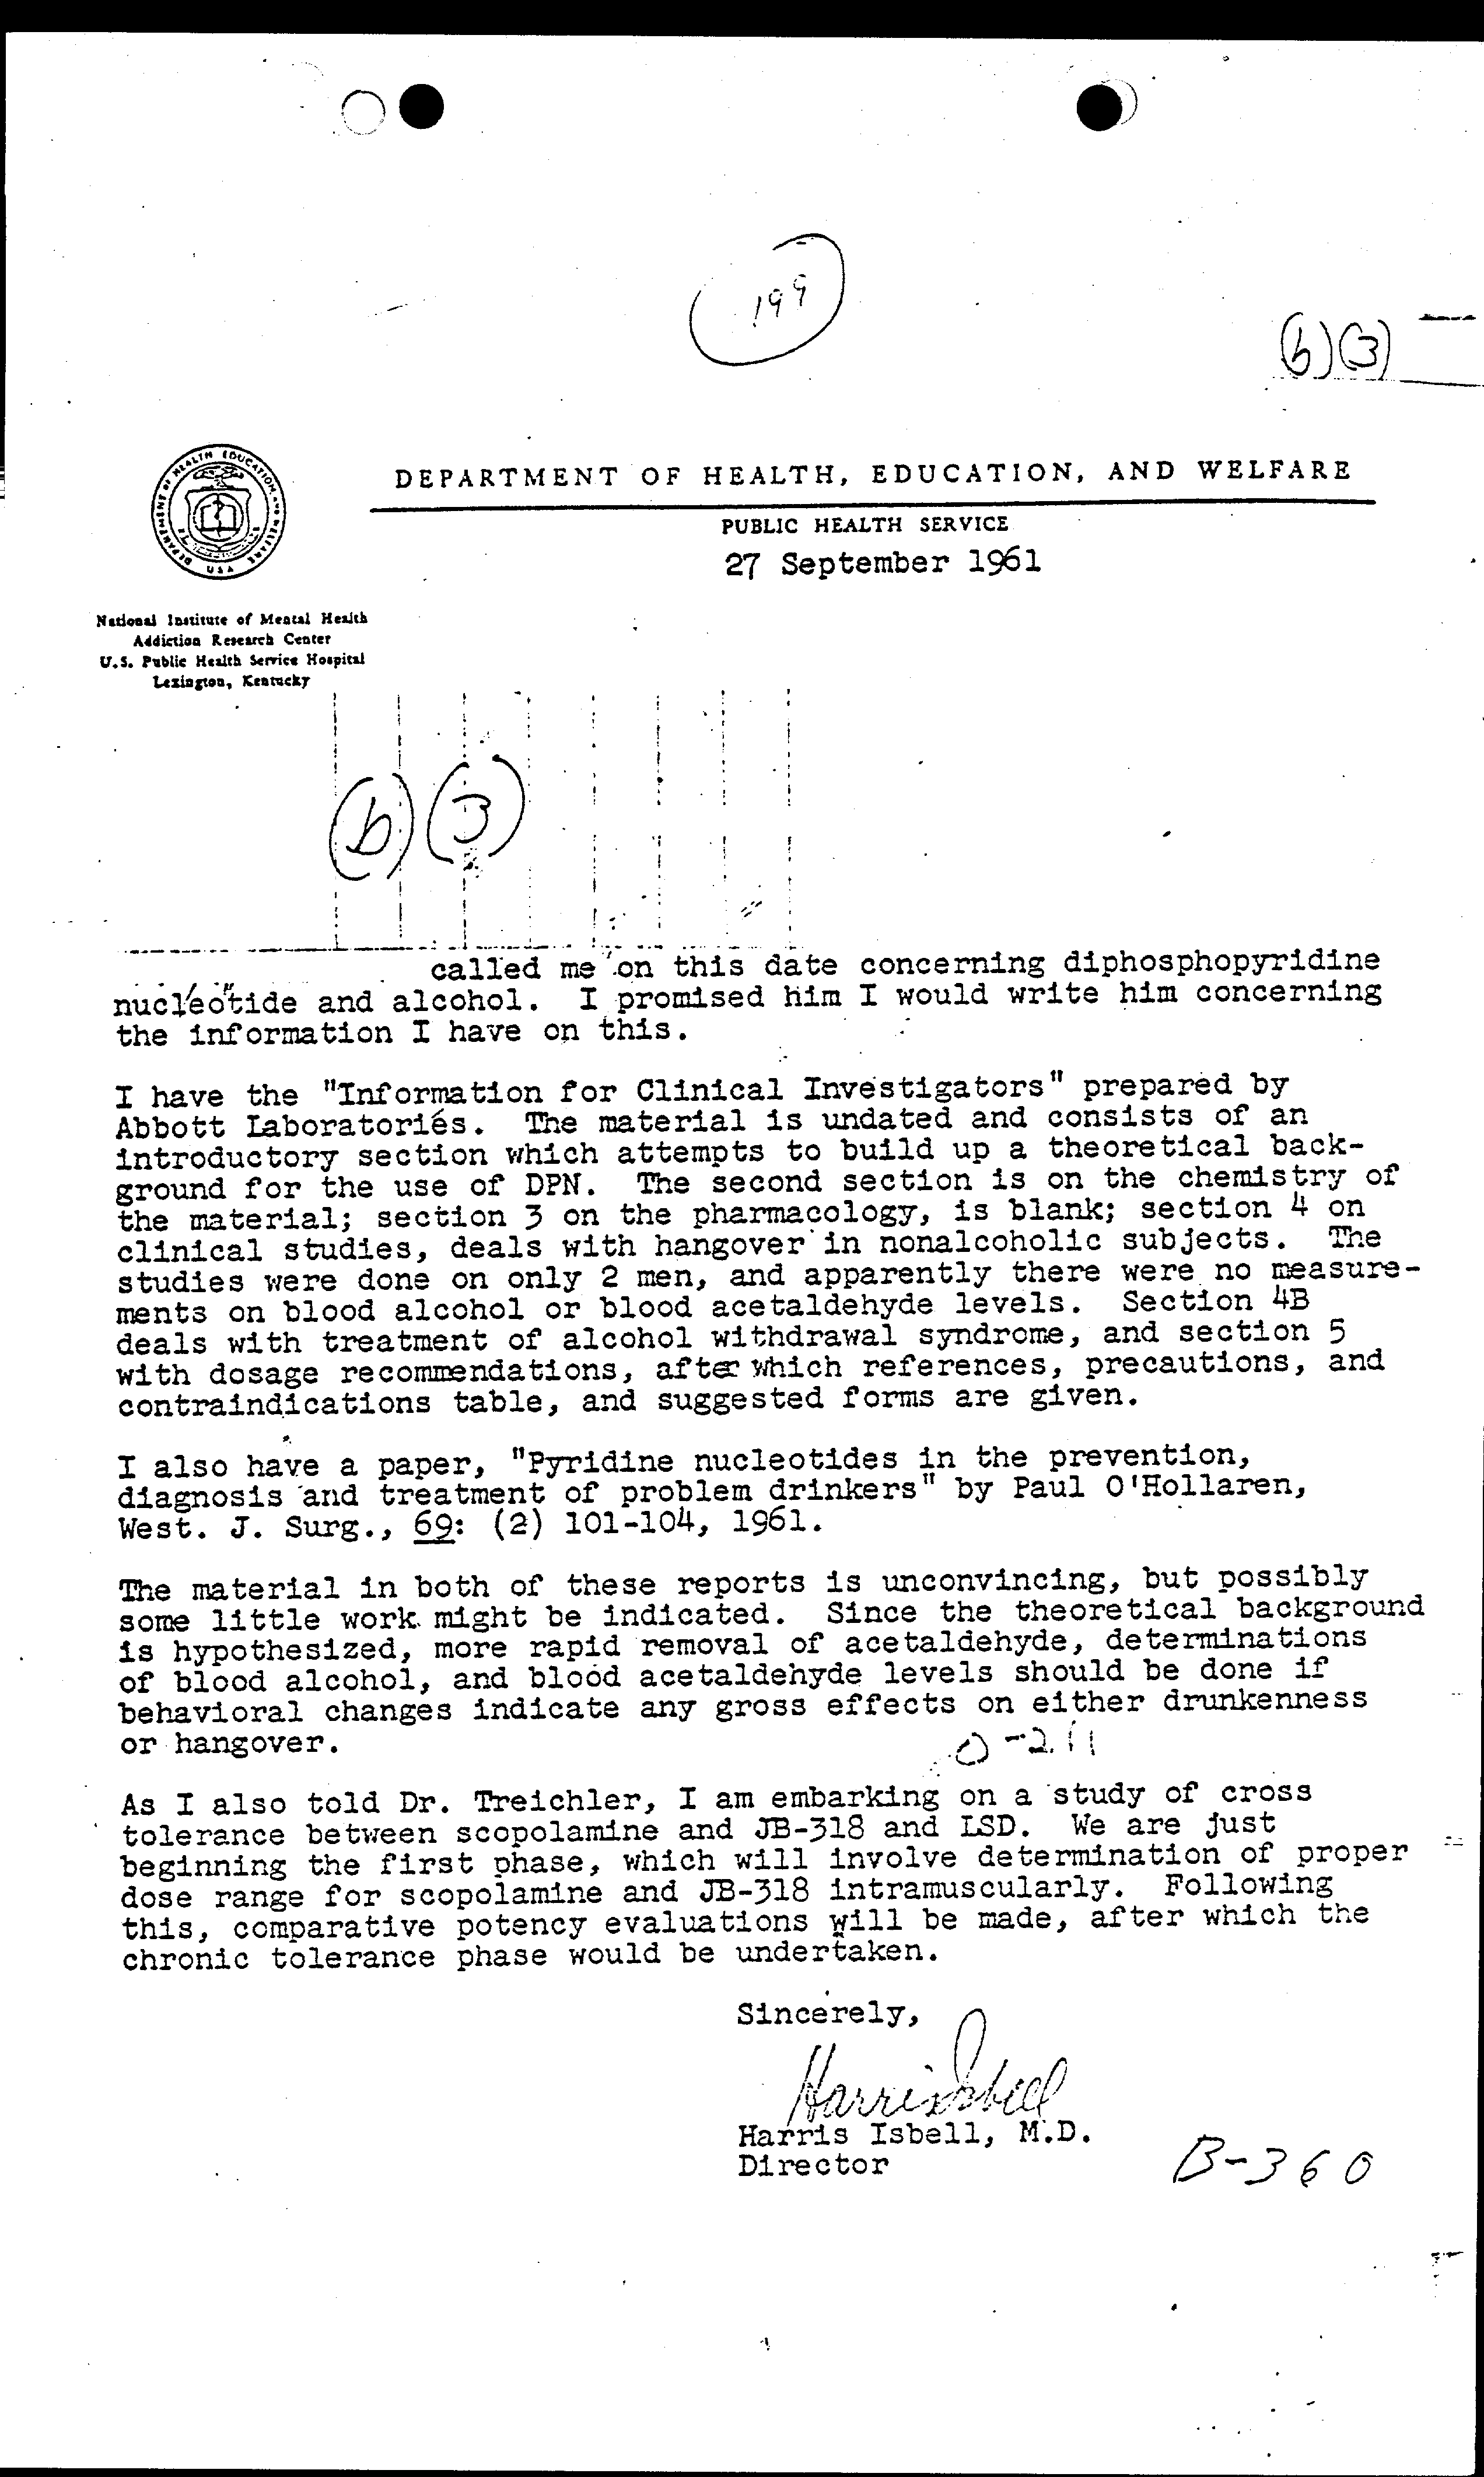 199
(b)(3)
DEPARTMENT OF HEALTH, EDUCATION, AND WELFARE
DEPARTMENT OF HEALTH EDUCATION AND WELFARE
USA
PUBLIC HEALTH SERVICE
27 September 1961
National Institute of Mental Health
Addiction Research Center
U.S. Public Health Service Hospital
Lexington, Kentucky
(b)(3)
called me on this date concerning diphosphopyridine
nucleotide and alcohol. I promised him I would write him concerning
the information I have on this.
I have the "Information for Clinical Investigators" prepared by
Abbott Laboratories. The material is undated and consists of an
introductory section which attempts to build up a theoretical back-
ground for the use of DPN. The second section is on the chemistry of
the material; section 3 on the pharmacology, is blank; section 4 on
clinical studies, deals with hangover in nonalcoholic subjects. The
studies were done on only 2 men, and apparently there were no measure-
ments on blood alcohol or blood acetaldehyde levels. Section 4B
deals with treatment of alcohol withdrawal syndrome, and section 5
with dosage recommendations, after which references, precautions, and
contraindications table, and suggested forms are given.
I also have a paper, "Pyridine nucleotides in the prevention,
diagnosis and treatment of problem drinkers" by Paul O'Hollaren,
West. J. Surg., 69: (2) 101-104, 1961.
The material in both of these reports is unconvincing, but possibly
some little work might be indicated. Since the theoretical background
is hypothesized, more rapid removal of acetaldehyde, determinations
of blood alcohol, and blood acetaldehyde levels should be done if
behavioral changes indicate any gross effects on either drunkenness
or hangover.
O-211
As I also told Dr. Treichler, I am embarking on a study of cross
tolerance between scopolamine and JB-318 and LSD. We are just
beginning the first phase, which will involve determination of proper
dose range for scopolamine and JB-318 intramuscularly. Following
this, comparative potency evaluations will be made, after which the
chronic tolerance phase would be undertaken.
Sincerely,
Harris Isbell
Harris Isbell, M.D.
Director
B-360